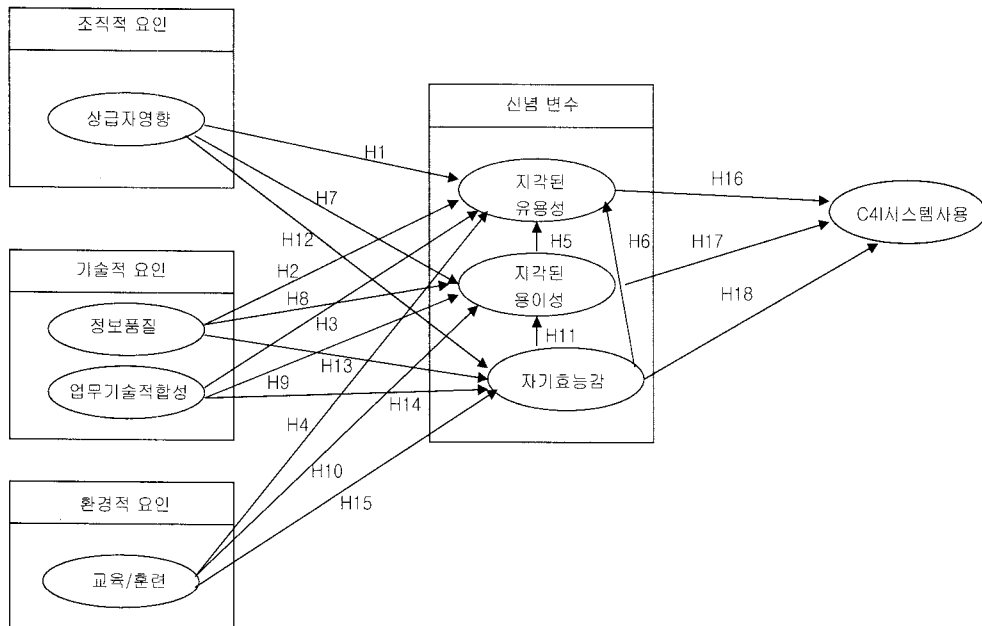 조직적 요인
상급자영향
기술적 요인
정보품질
업무기술적합성
환경적 요인
교육/훈련
H1
H7
H12
H2
H8
H3
H13
H9
H14
H4
H10
H15
신념 변수
지각된
유용성
H5
H6
지각된
용이성
H11
자기효능감
H16
H17
H18
C4I시스템사용